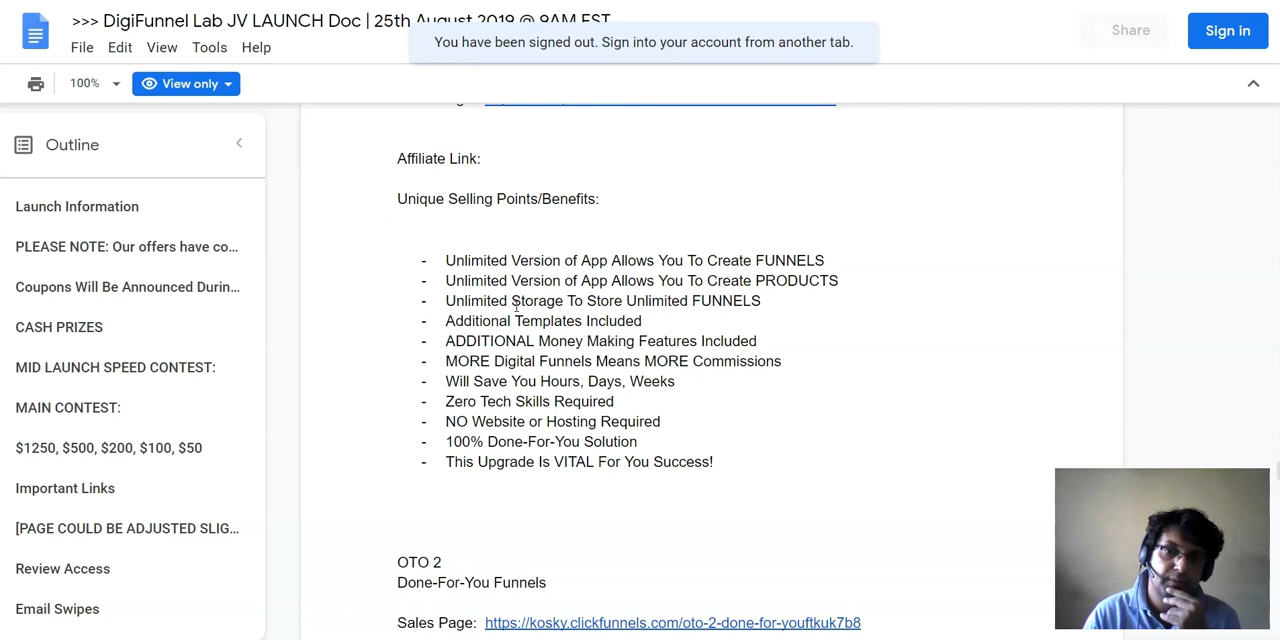 >>> DigiFunnel Lab JV LAUNCH Doc | 25th August 2019 @ 9AM EST
File Edit View Tools Help
You have been signed out. Sign into your account from another tab.
Share
Sign in
100%
View only
Outline
Launch Information
PLEASE NOTE: Our offers have co...
Coupons Will Be Announced Durin...
CASH PRIZES
MID LAUNCH SPEED CONTEST:
MAIN CONTEST:
$1250, $500, $200, $100, $50
Important Links
[PAGE COULD BE ADJUSTED SLIG...
Review Access
Email Swipes
Affiliate Link:
Unique Selling Points/Benefits:
- Unlimited Version of App Allows You To Create FUNNELS
- Unlimited Version of App Allows You To Create PRODUCTS
- Unlimited Storage To Store Unlimited FUNNELS
- Additional Templates Included
- ADDITIONAL Money Making Features Included
- MORE Digital Funnels Means MORE Commissions
- Will Save You Hours, Days, Weeks
- Zero Tech Skills Required
- NO Website or Hosting Required
- 100% Done-For-You Solution
- This Upgrade Is VITAL For You Success!
OTO 2
Done-For-You Funnels
Sales Page: https://kosky.clickfunnels.com/oto-2-done-for-youftkuk7b8